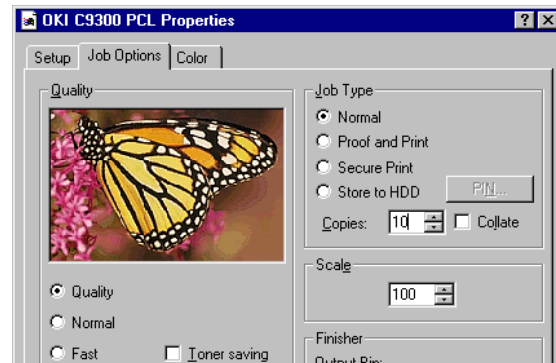 OKI C9300 PCL Properties
Setup Job Options Color
Quality
Quality
Normal
Fast Toner saving
Job Type
Normal
Proof and Print
Secure Print
Store to HDD PIN...
Copies: 10 Collate
Scale
100
Finisher
Output Bin: